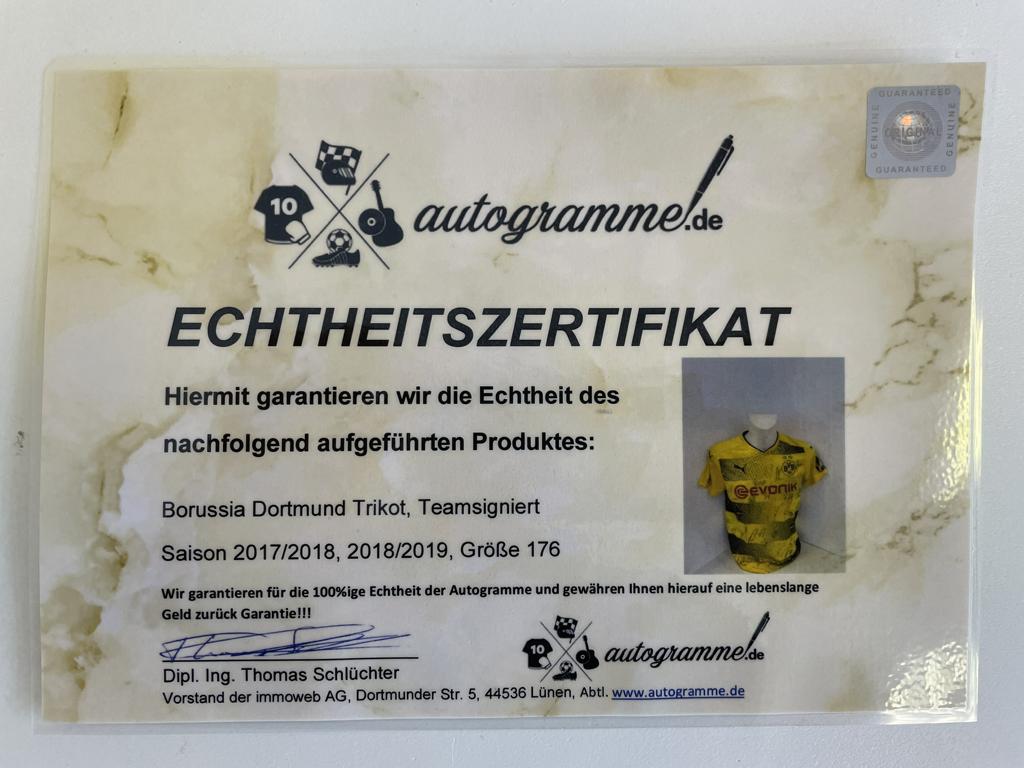 GUARANTEED
GENUINE
ORIGINAL
GENUINE
GUARANTEED
10
autogramme.de
ECHTHEITSZERTIFIKAT
Hiermit garantieren wir die Echtheit des
nachfolgend aufgeführten Produktes:
EVONIK
Borussia Dortmund Trikot, Teamsigniert
Saison 2017/2018, 2018/2019, Größe 176
Wir garantieren für die 100%ige Echtheit der Autogramme und gewähren Ihnen hierauf eine lebenslange
Geld zurück Garantie!!!
10
autogramme.de
Dipl. Ing. Thomas Schlüchter
Vorstand der immoweb AG, Dortmunder Str. 5, 44536 Lünen, Abtl. www.autogramme.de